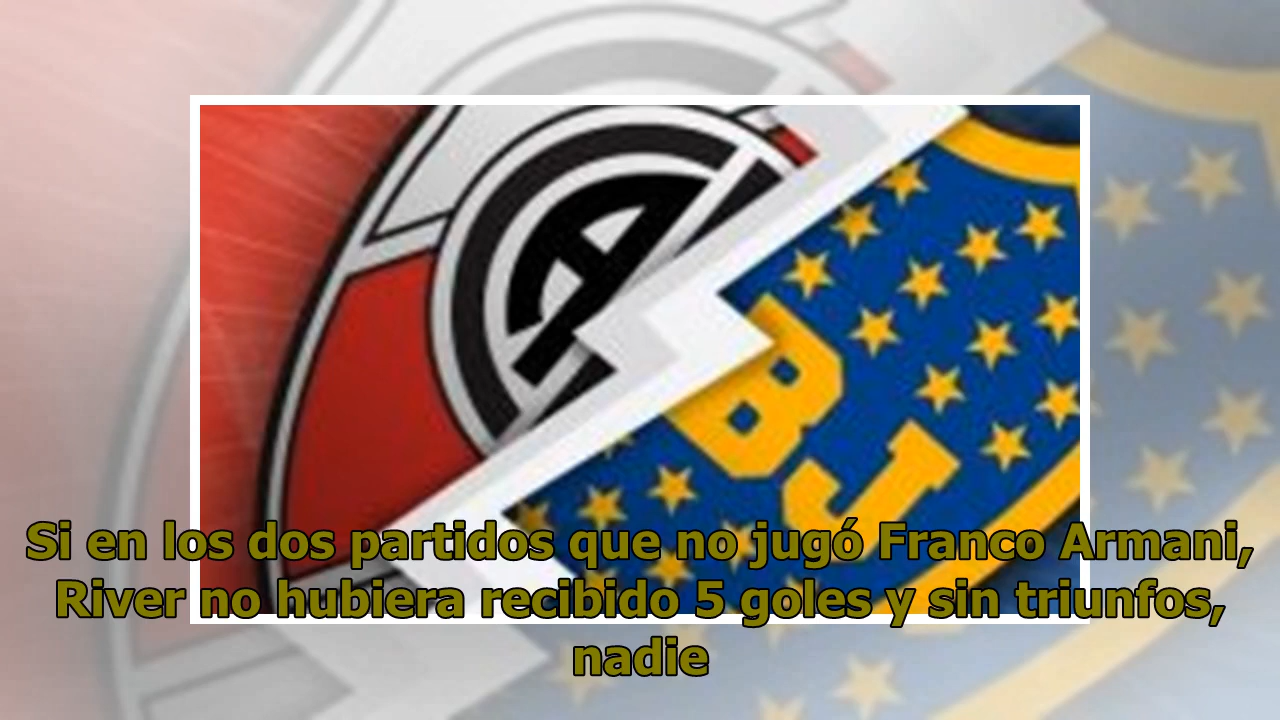 A
B
J
Si en los dos partidos que no jugó Franco Armani,
River no hubiera recibido 5 goles y sin triunfos,
nadie